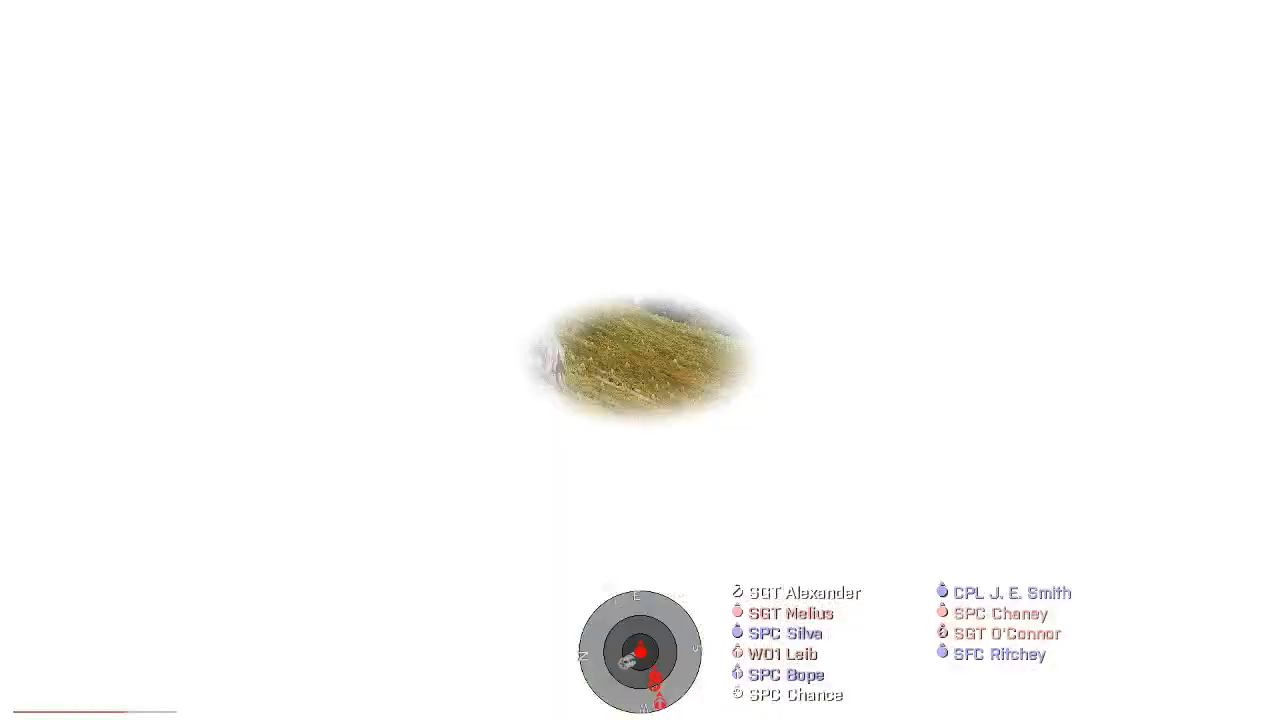 E
N
S
W
SGT Alexander
SGT Melius
SPC Silva
WO1 Leib
SPC Bope
SPC Chance
CPL J. E. Smith
SPC Chaney
SGT O'Connor
SFC Ritchey